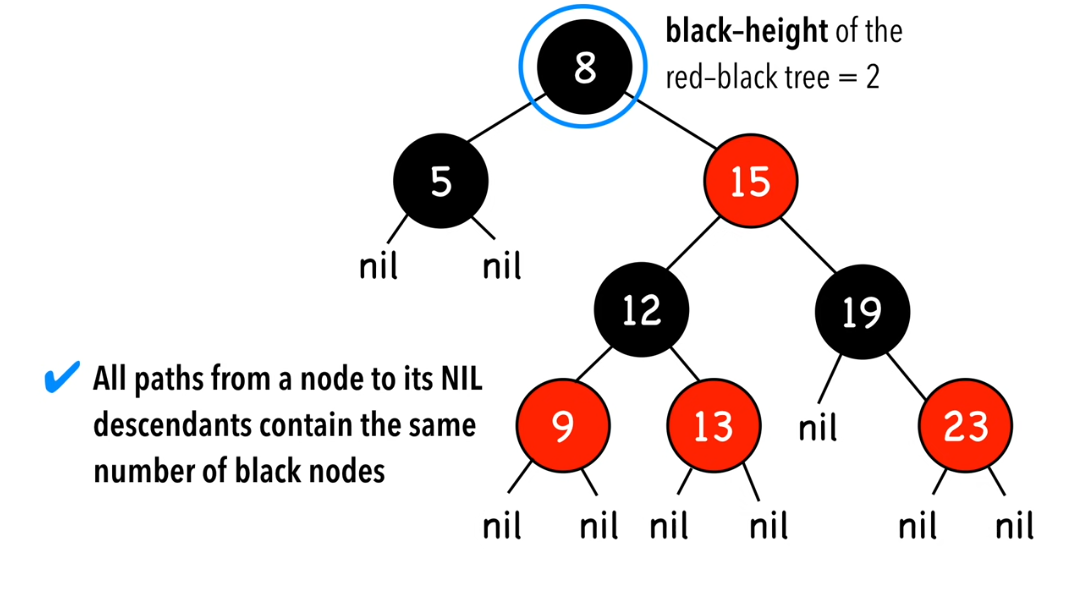 8
black–height of the
red–black tree = 2
5
15
nil
nil
12
19
✔ All paths from a node to its NIL
descendants contain the same
number of black nodes
9
13
nil
23
nil
nil
nil
nil
nil
nil